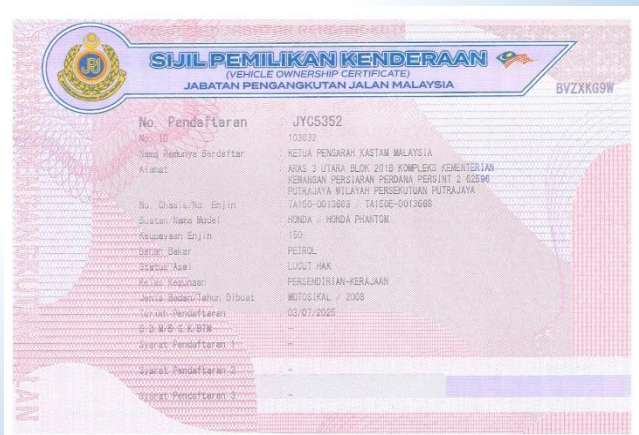 SIJIL PEMILIKAN KENDERAAN
(VEHICLE OWNERSHIP CERTIFICATE)
JABATAN PENGANGKUTAN JALAN MALAYSIA
BVZXKG9W
No. Pendaftaran : JYC5352
No. ID : 103832
Nama Pemunya Berdaftar : KETUA PENGARAH KASTAM MALAYSIA
Alamat : ARAS 3 UTARA BLOK 2G1B KOMPLEKS KEMENTERIAN
KEWANGAN PERSIARAN PERDANA PERSINT 2 62596
PUTRAJAYA WILAYAH PERSEKUTUAN PUTRAJAYA
No. Chasis/No. Enjin : TA150-0013668 / TA150E-0013668
Buatan/Nama Model : HONDA / HONDA PHANTOM
Keupayaan Enjin : 150
Bahan Bakar : PETROL
Status Asal : LUCUT HAK
Kelas Kegunaan : PERSENDIRIAN-KERAJAAN
Jenis Badan/Tahun Dibuat : MOTOSIKAL / 2008
Tarikh Pendaftaran : 03/07/2025
B.D.M/B.G.K/BTM : -
Syarat Pendaftaran 1 : -
Syarat Pendaftaran 2 : -
Syarat Pendaftaran 3 : -